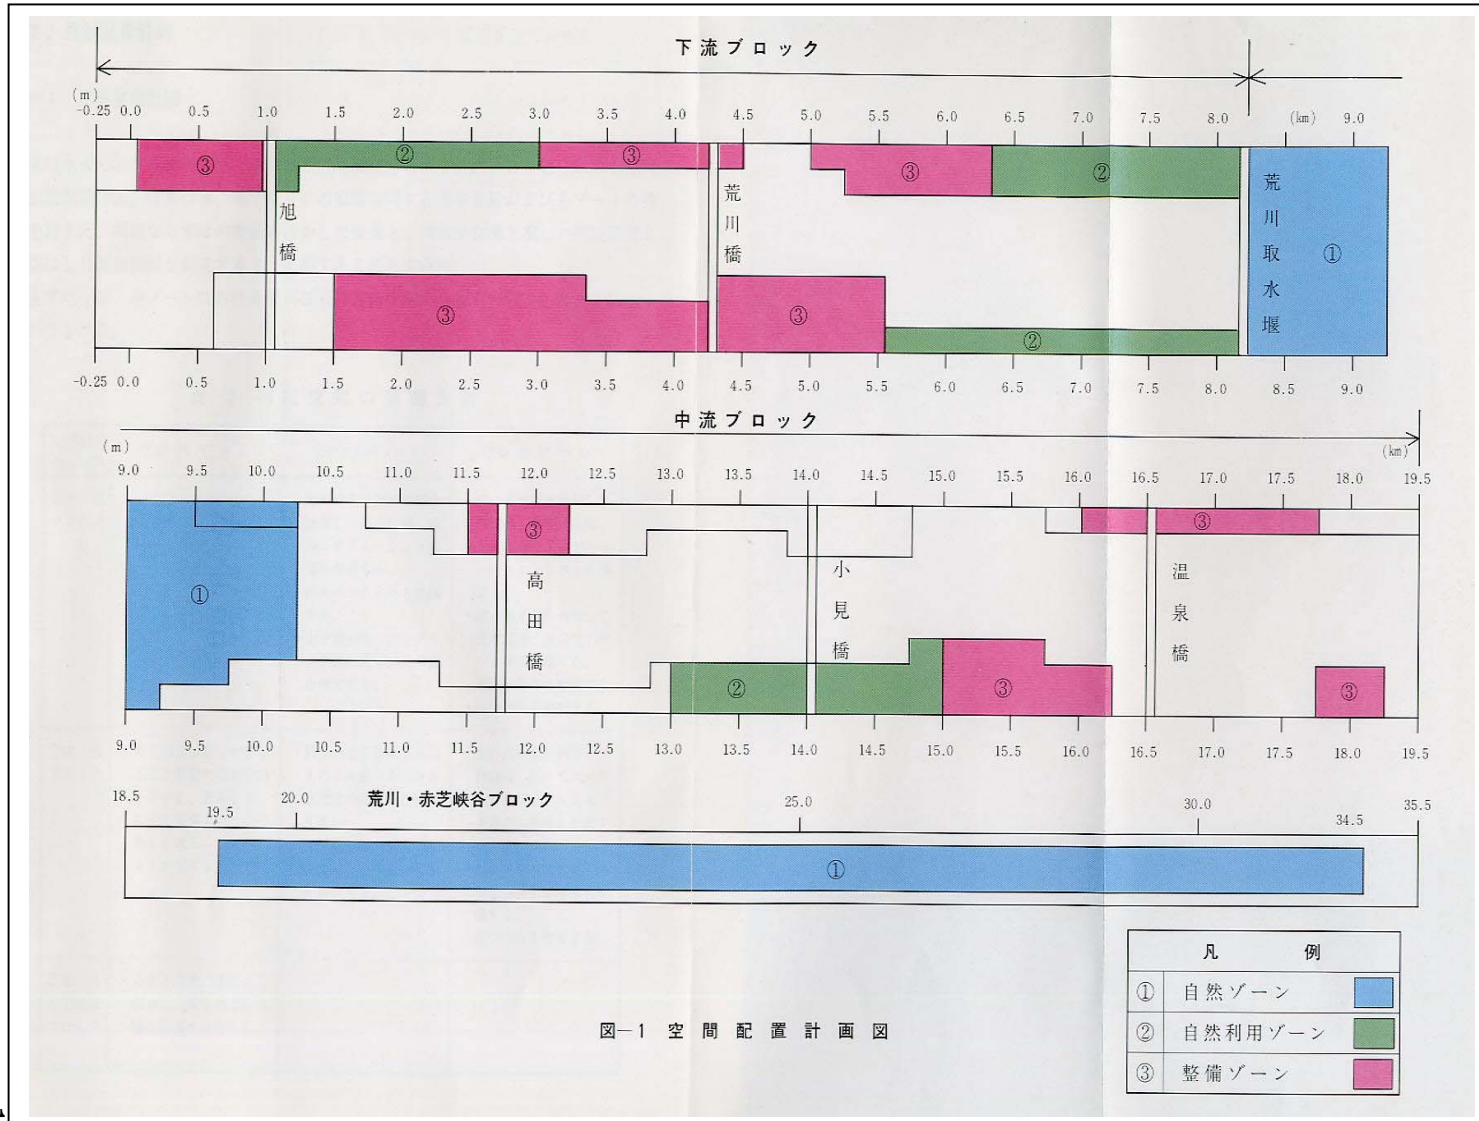 下流ブロック
(m)
-0.25 0.0 0.5 1.0 1.5 2.0 2.5 3.0 3.5 4.0 4.5 5.0 5.5 6.0 6.5 7.0 7.5 8.0 (km) 9.0
③ ② ③ ③ ②
旭橋
荒川橋
荒川取水堰
①
③ ③ ②
-0.25 0.0 0.5 1.0 1.5 2.0 2.5 3.0 3.5 4.0 4.5 5.0 5.5 6.0 6.5 7.0 7.5 8.0 8.5 9.0
中流ブロック
(m) (km)
9.0 9.5 10.0 10.5 11.0 11.5 12.0 12.5 13.0 13.5 14.0 14.5 15.0 15.5 16.0 16.5 17.0 17.5 18.0 19.5
③ ③
①
高田橋
小見橋
温泉橋
② ③ ③
9.0 9.5 10.0 10.5 11.0 11.5 12.0 12.5 13.0 13.5 14.0 14.5 15.0 15.5 16.0 16.5 17.0 17.5 18.0 19.5
18.5 19.5 20.0 荒川・赤芝峡谷ブロック 25.0 30.0 34.5 35.5
①
凡例
① 自然ゾーン
② 自然利用ゾーン
③ 整備ゾーン
図―1 空間配置計画図